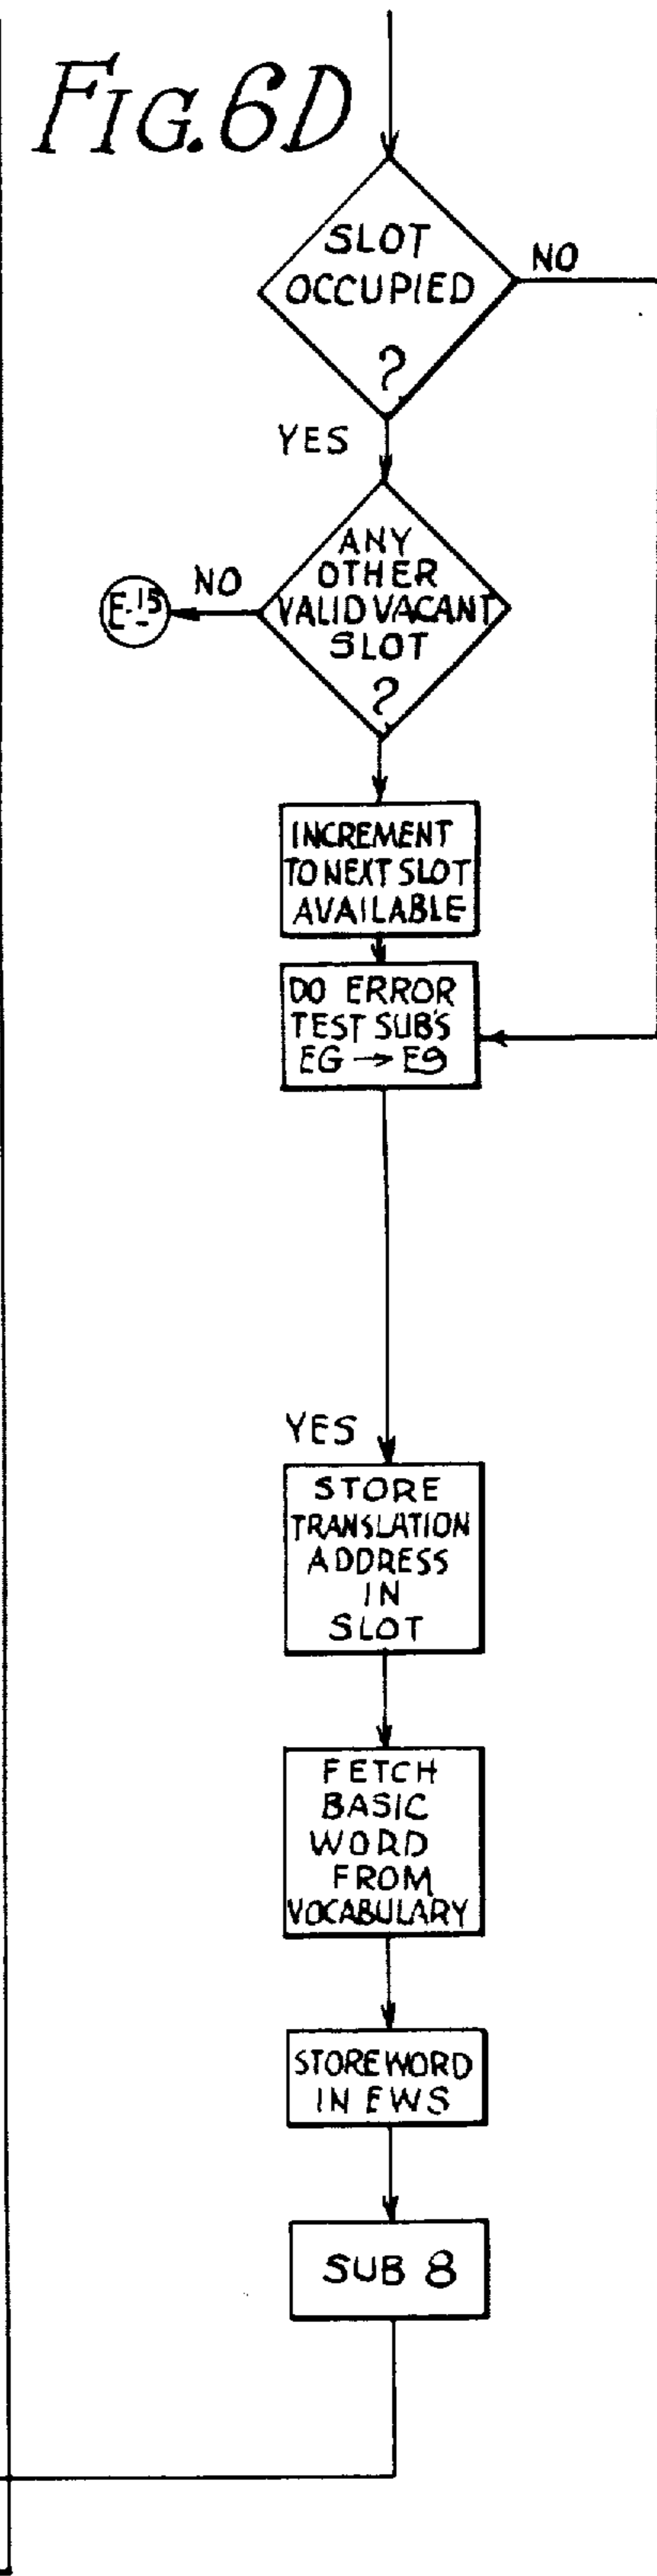 FIG. 6D
SLOT
OCCUPIED
?
NO
YES
ANY
OTHER
VALID VACANT
SLOT
?
NO
E-15
INCREMENT
TO NEXT SLOT
AVAILABLE
DO ERROR
TEST SUB'S
EG → E9
YES
STORE
TRANSLATION
ADDRESS
IN
SLOT
FETCH
BASIC
WORD
FROM
VOCABULARY
STORE WORD
IN EWS
SUB 8